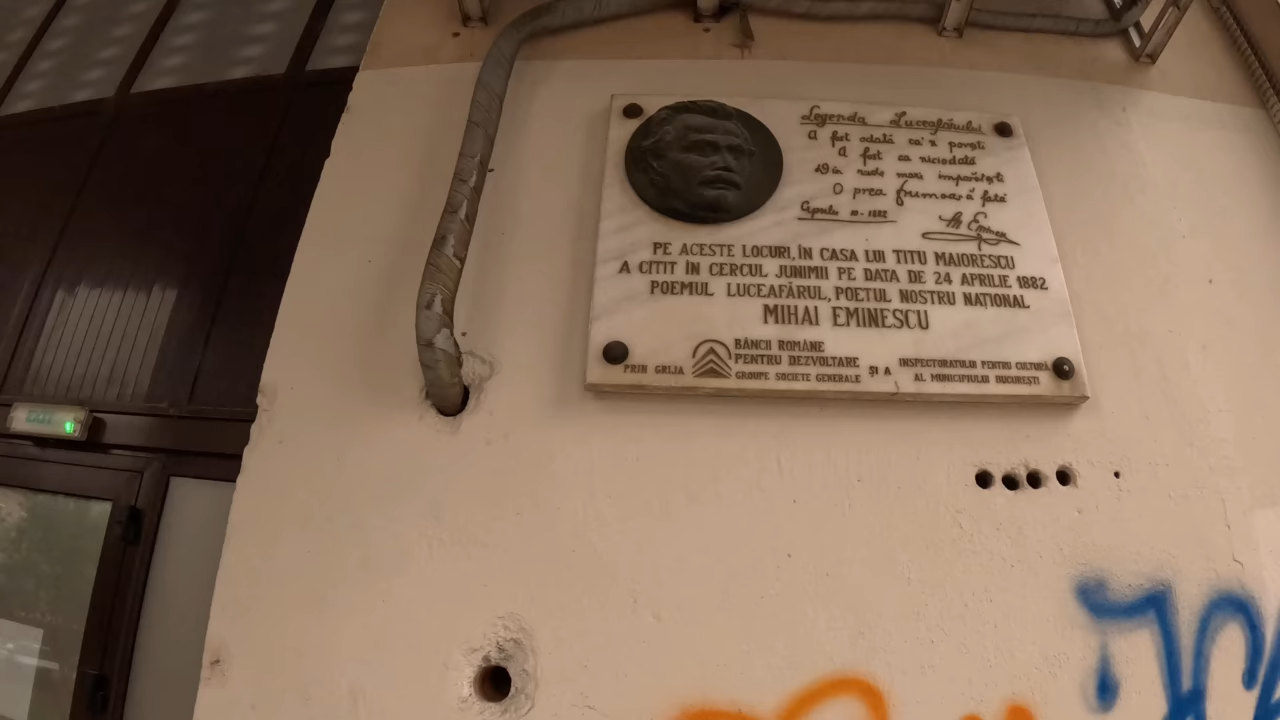 Legenda Luceafărului
A fost odată ca'n povești
A fost ca niciodată
Din rude mari împărătești
O prea frumoasă fată
Aprilie 10 - 1882
M Eminescu
PE ACESTE LOCURI, ÎN CASA LUI TITU MAIORESCU
A CITIT ÎN CERCUL JUNIMII PE DATA DE 24 APRILIE 1882
POEMUL LUCEAFĂRUL, POETUL NOSTRU NAȚIONAL
MIHAI EMINESCU
PRIN GRIJA
BĂNCII ROMÂNE
PENTRU DEZVOLTARE
GROUPE SOCIETE GENERALE
ȘI A
INSPECTORATULUI PENTRU CULTURĂ
AL MUNICIPIULUI BUCUREȘTI
EXIT